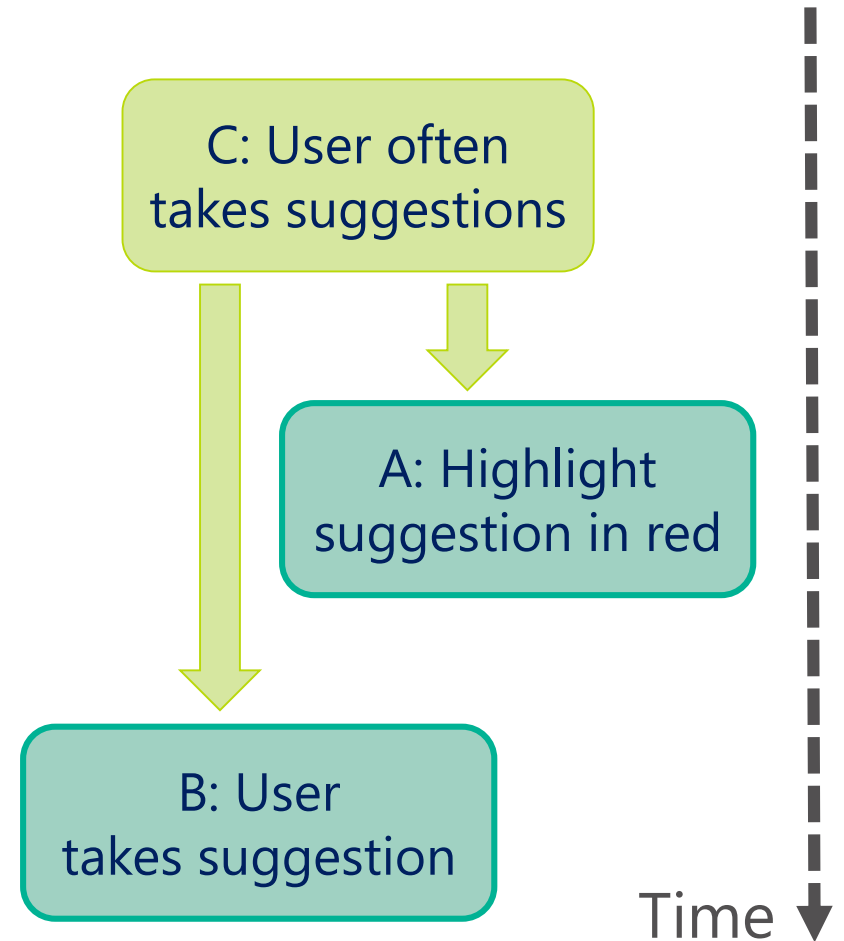 C: User often
takes suggestions
A: Highlight
suggestion in red
B: User
takes suggestion
Time